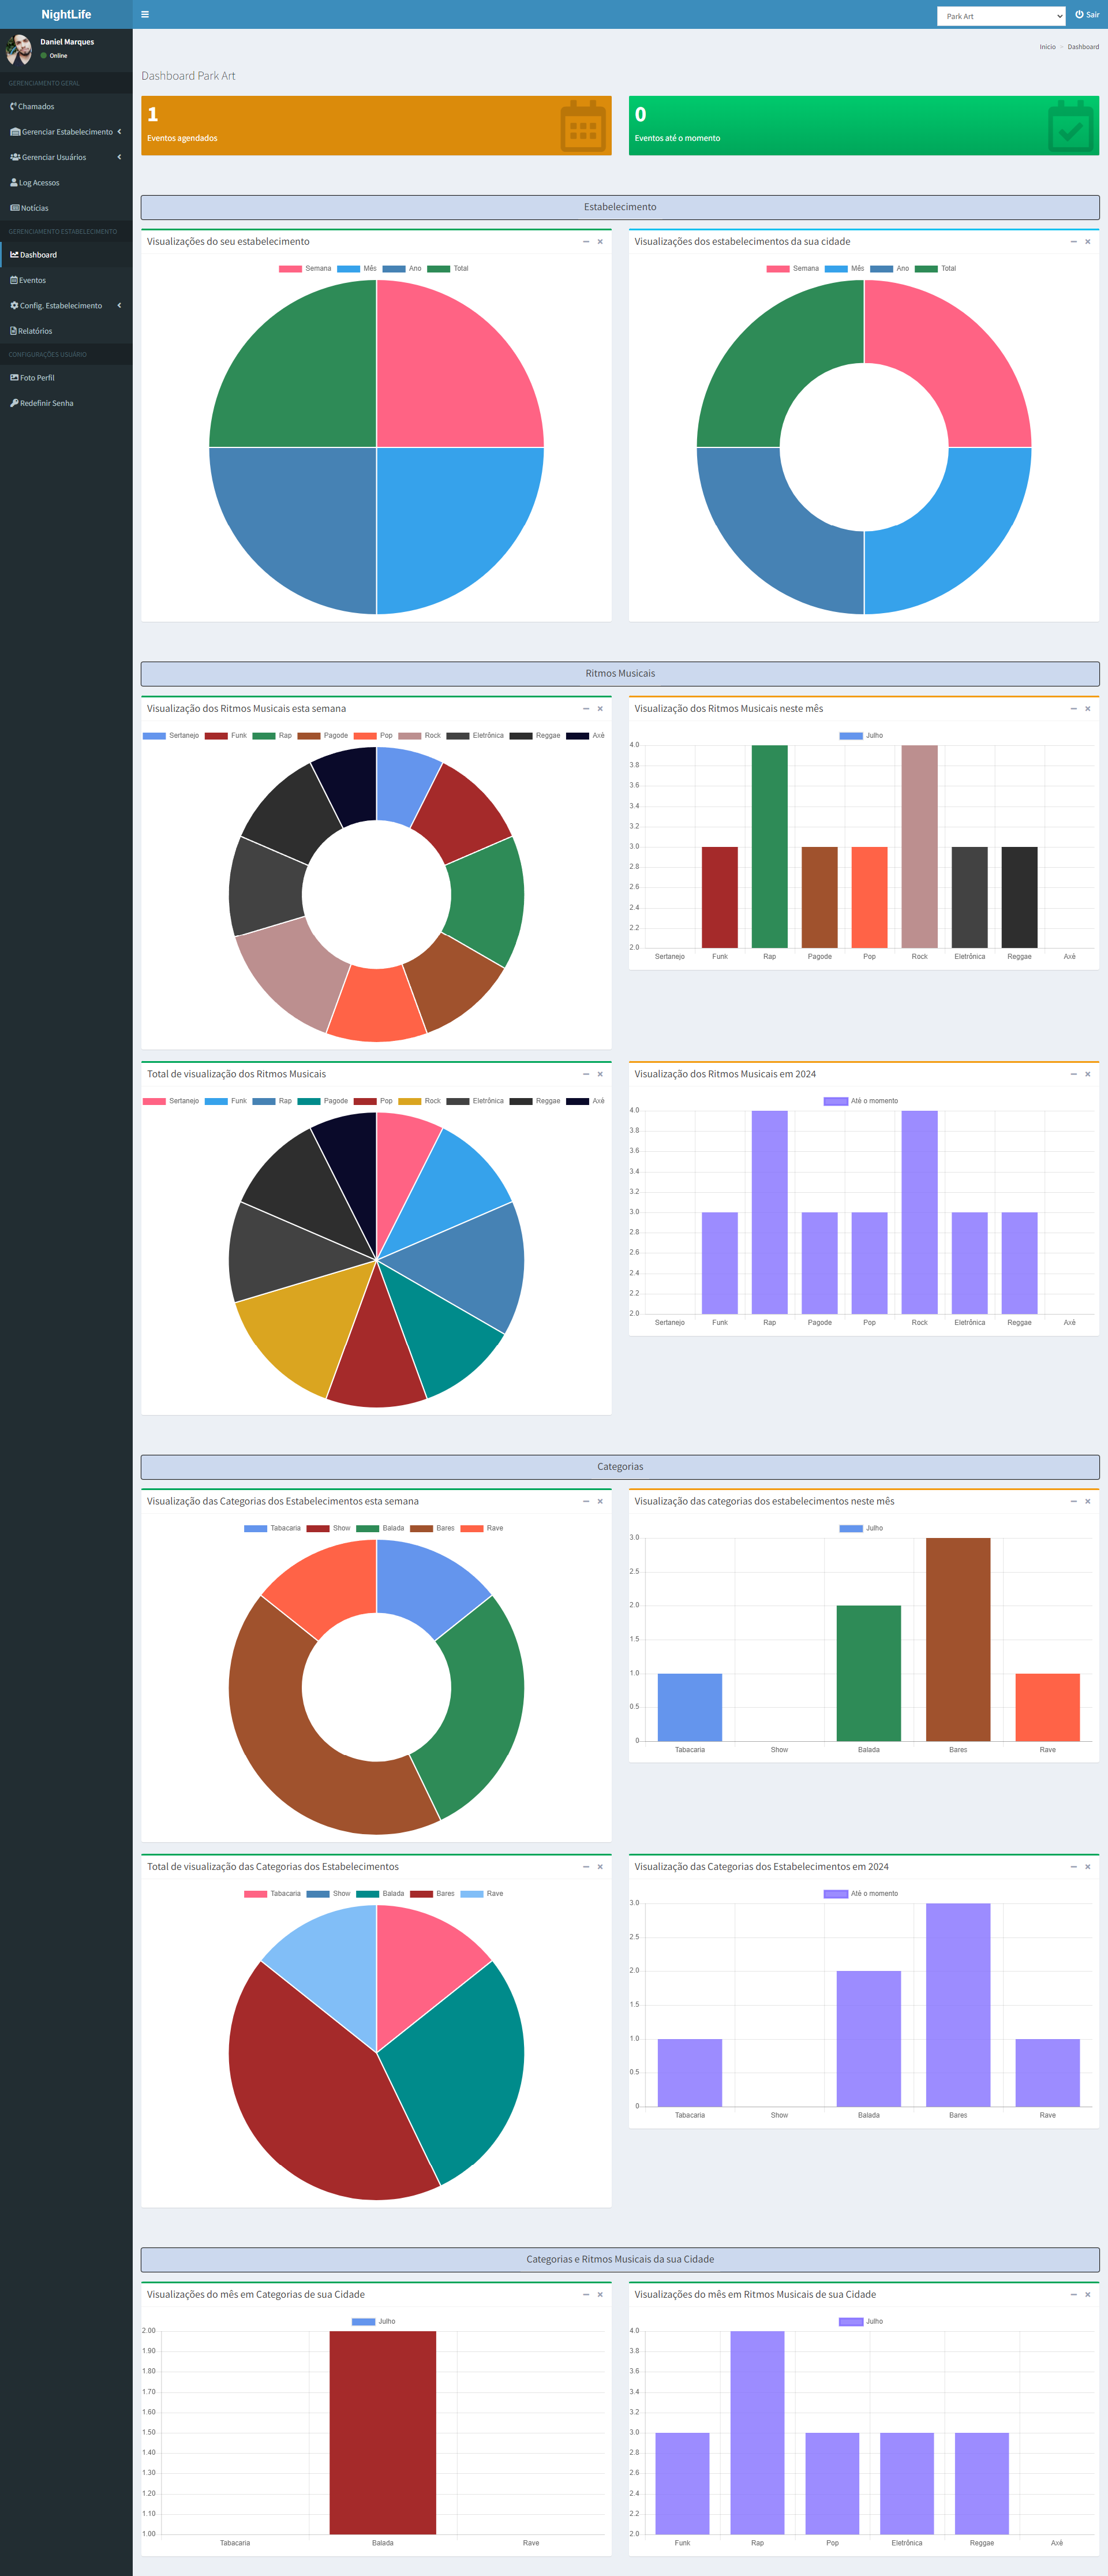 NightLife
Park Art
Sair
Daniel Marques
Online
GERENCIAMENTO GERAL
Chamados
Gerenciar Estabelecimento
Gerenciar Usuários
Log Acessos
Notícias
GERENCIAMENTO ESTABELECIMENTO
Dashboard
Eventos
Config. Estabelecimento
Relatórios
CONFIGURAÇÕES USUÁRIO
Foto Perfil
Redefinir Senha
Inicio > Dashboard
Dashboard Park Art
1
Eventos agendados
0
Eventos até o momento
Estabelecimento
Visualizações do seu estabelecimento
Semana Mês Ano Total
Visualizações dos estabelecimentos da sua cidade
Semana Mês Ano Total
Ritmos Musicais
Visualização dos Ritmos Musicais esta semana
Sertanejo Funk Rap Pagode Pop Rock Eletrônica Reggae Axé
Visualização dos Ritmos Musicais neste mês
Julho
4.0
3.8
3.6
3.4
3.2
3.0
2.8
2.6
2.4
2.2
2.0
Sertanejo Funk Rap Pagode Pop Rock Eletrônica Reggae Axé
Total de visualização dos Ritmos Musicais
Sertanejo Funk Rap Pagode Pop Rock Eletrônica Reggae Axé
Visualização dos Ritmos Musicais em 2024
Até o momento
4.0
3.8
3.6
3.4
3.2
3.0
2.8
2.6
2.4
2.2
2.0
Sertanejo Funk Rap Pagode Pop Rock Eletrônica Reggae Axé
Categorias
Visualização das Categorias dos Estabelecimentos esta semana
Tabacaria Show Balada Bares Rave
Visualização das categorias dos estabelecimentos neste mês
Julho
3.0
2.5
2.0
1.5
1.0
0.5
0
Tabacaria Show Balada Bares Rave
Total de visualização das Categorias dos Estabelecimentos
Tabacaria Show Balada Bares Rave
Visualização das Categorias dos Estabelecimentos em 2024
Até o momento
3.0
2.5
2.0
1.5
1.0
0.5
0
Tabacaria Show Balada Bares Rave
Categorias e Ritmos Musicais da sua Cidade
Visualizações do mês em Categorias de sua Cidade
Julho
2.00
1.90
1.80
1.70
1.60
1.50
1.40
1.30
1.20
1.10
1.00
Tabacaria Balada Rave
Visualizações do mês em Ritmos Musicais de sua Cidade
Julho
4.0
3.8
3.6
3.4
3.2
3.0
2.8
2.6
2.4
2.2
2.0
Funk Rap Pop Eletrônica Reggae Axé